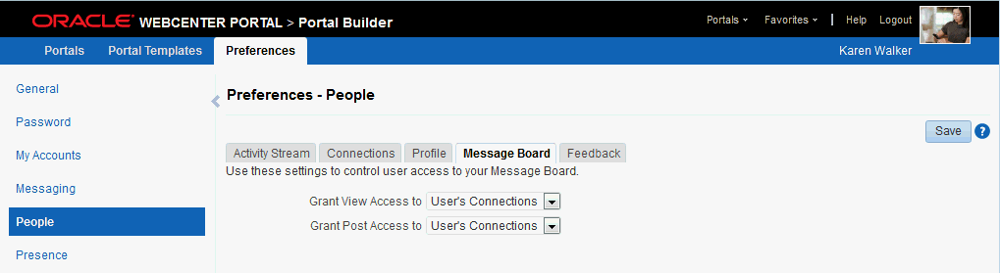 ORACLE WEBCENTER PORTAL > Portal Builder Portals Favorites Help Logout
Portals Portal Templates Preferences Karen Walker
General
Password
My Accounts
Messaging
People
Presence
Preferences - People
Save ?
Activity Stream Connections Profile Message Board Feedback
Use these settings to control user access to your Message Board.
Grant View Access to User's Connections
Grant Post Access to User's Connections